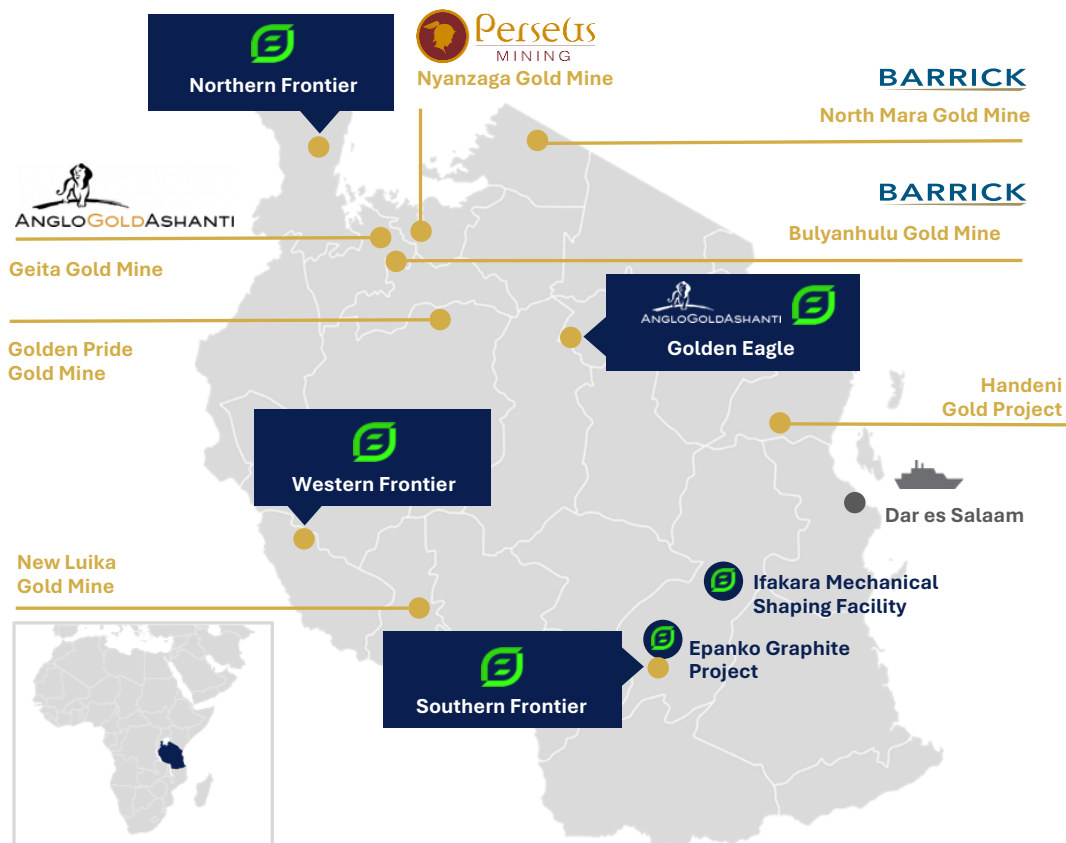 Northern Frontier
Perseus
MINING
Nyanzaga Gold Mine
BARRICK
North Mara Gold Mine
ANGLOGOLDASHANTI
Geita Gold Mine
BARRICK
Bulyanhulu Gold Mine
ANGLOGOLDASHANTI
Golden Eagle
Golden Pride
Gold Mine
Handeni
Gold Project
Western Frontier
Dar es Salaam
New Luika
Gold Mine
Ifakara Mechanical
Shaping Facility
Epanko Graphite
Project
Southern Frontier